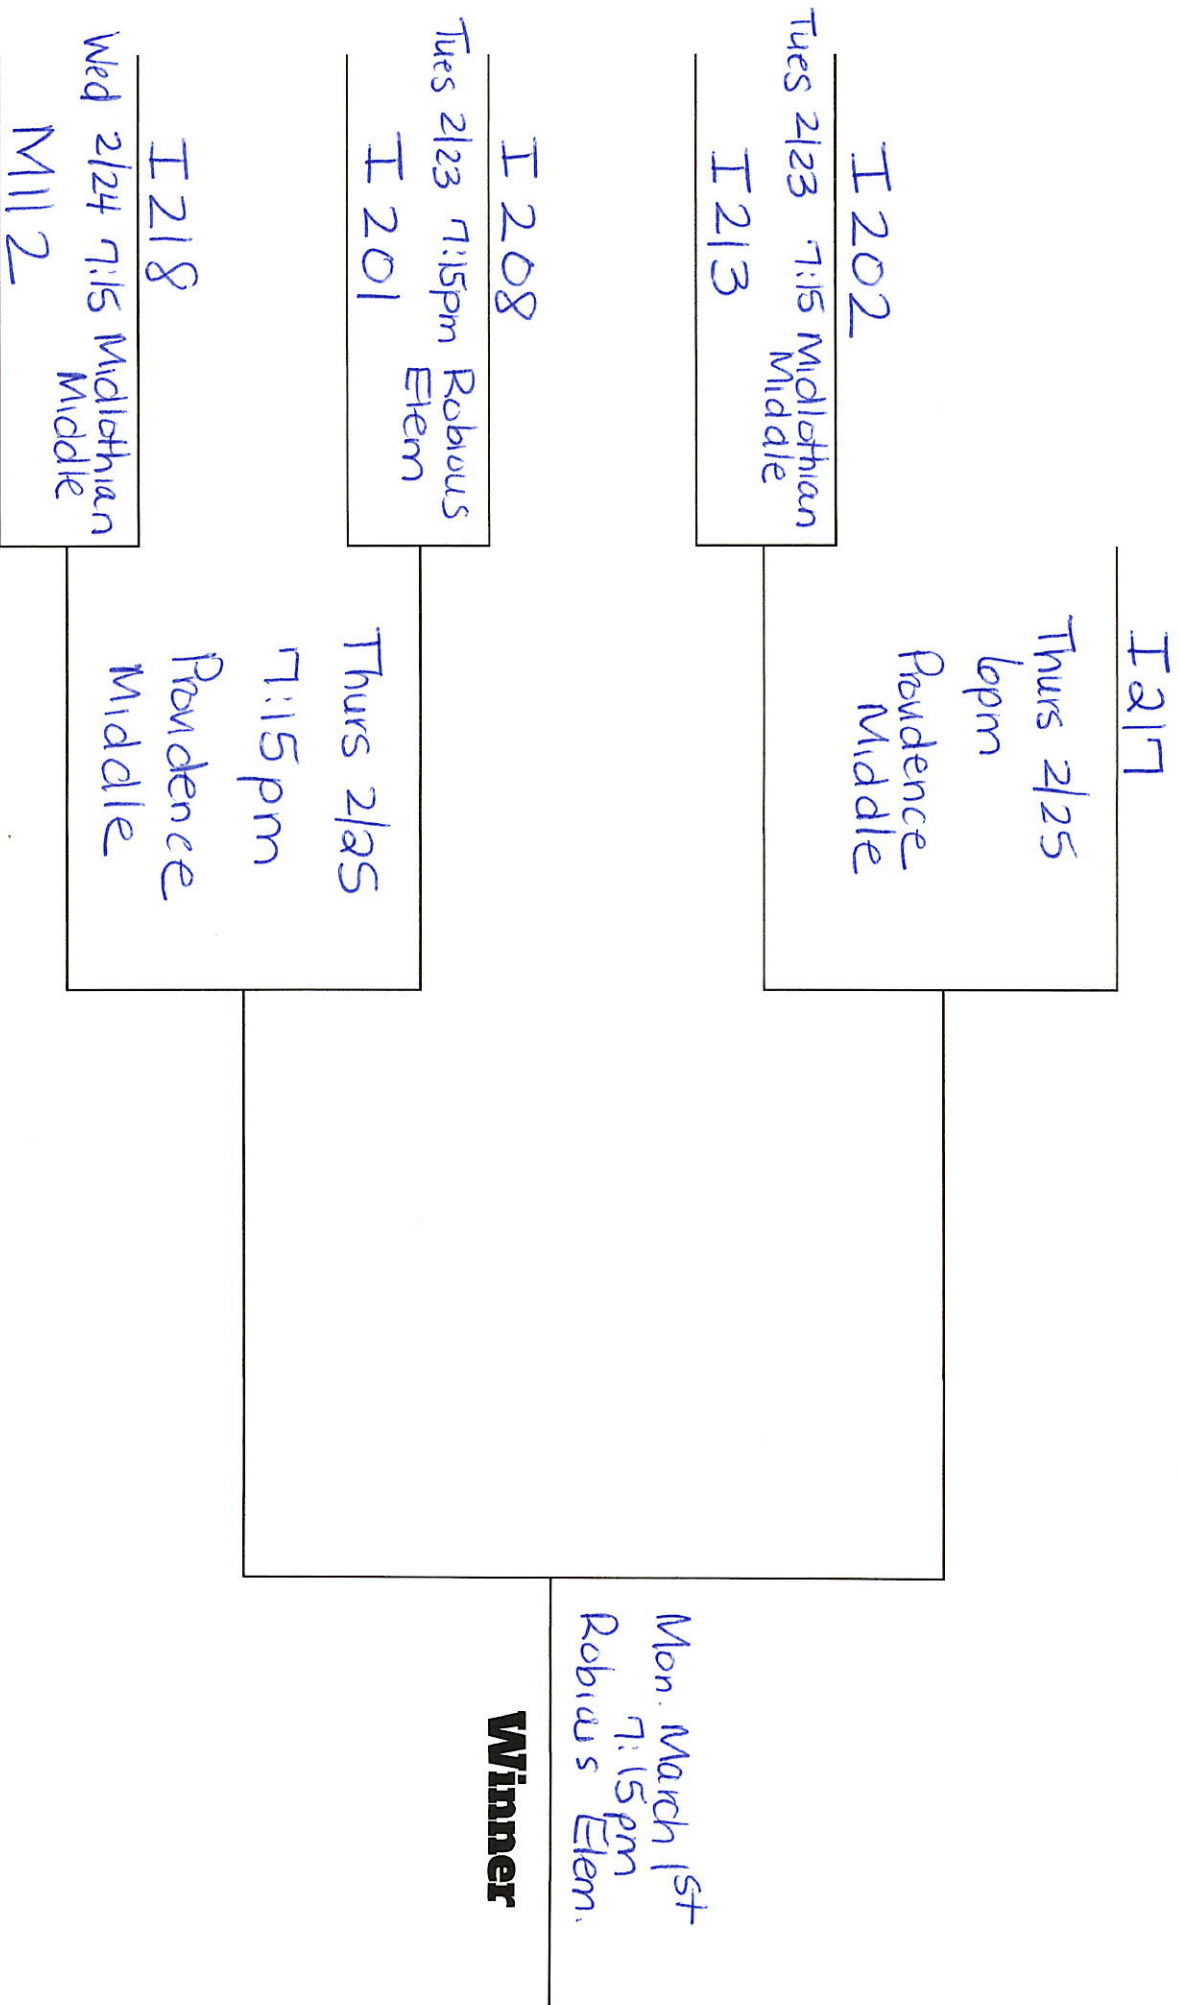 I 217
Thurs 2/25
6pm
Providence
Middle
I 202
Tues 2/23 7:15 Midlothian
Middle
I 213
I 208
Tues 2/23 7:15pm Robious
Elem
I 201
Thurs 2/25
7:15pm
Providence
Middle
I 218
Wed 2/24 7:15 Midlothian
Middle
M112
Mon. March 1st
7:15pm
Robious Elem.
Winner